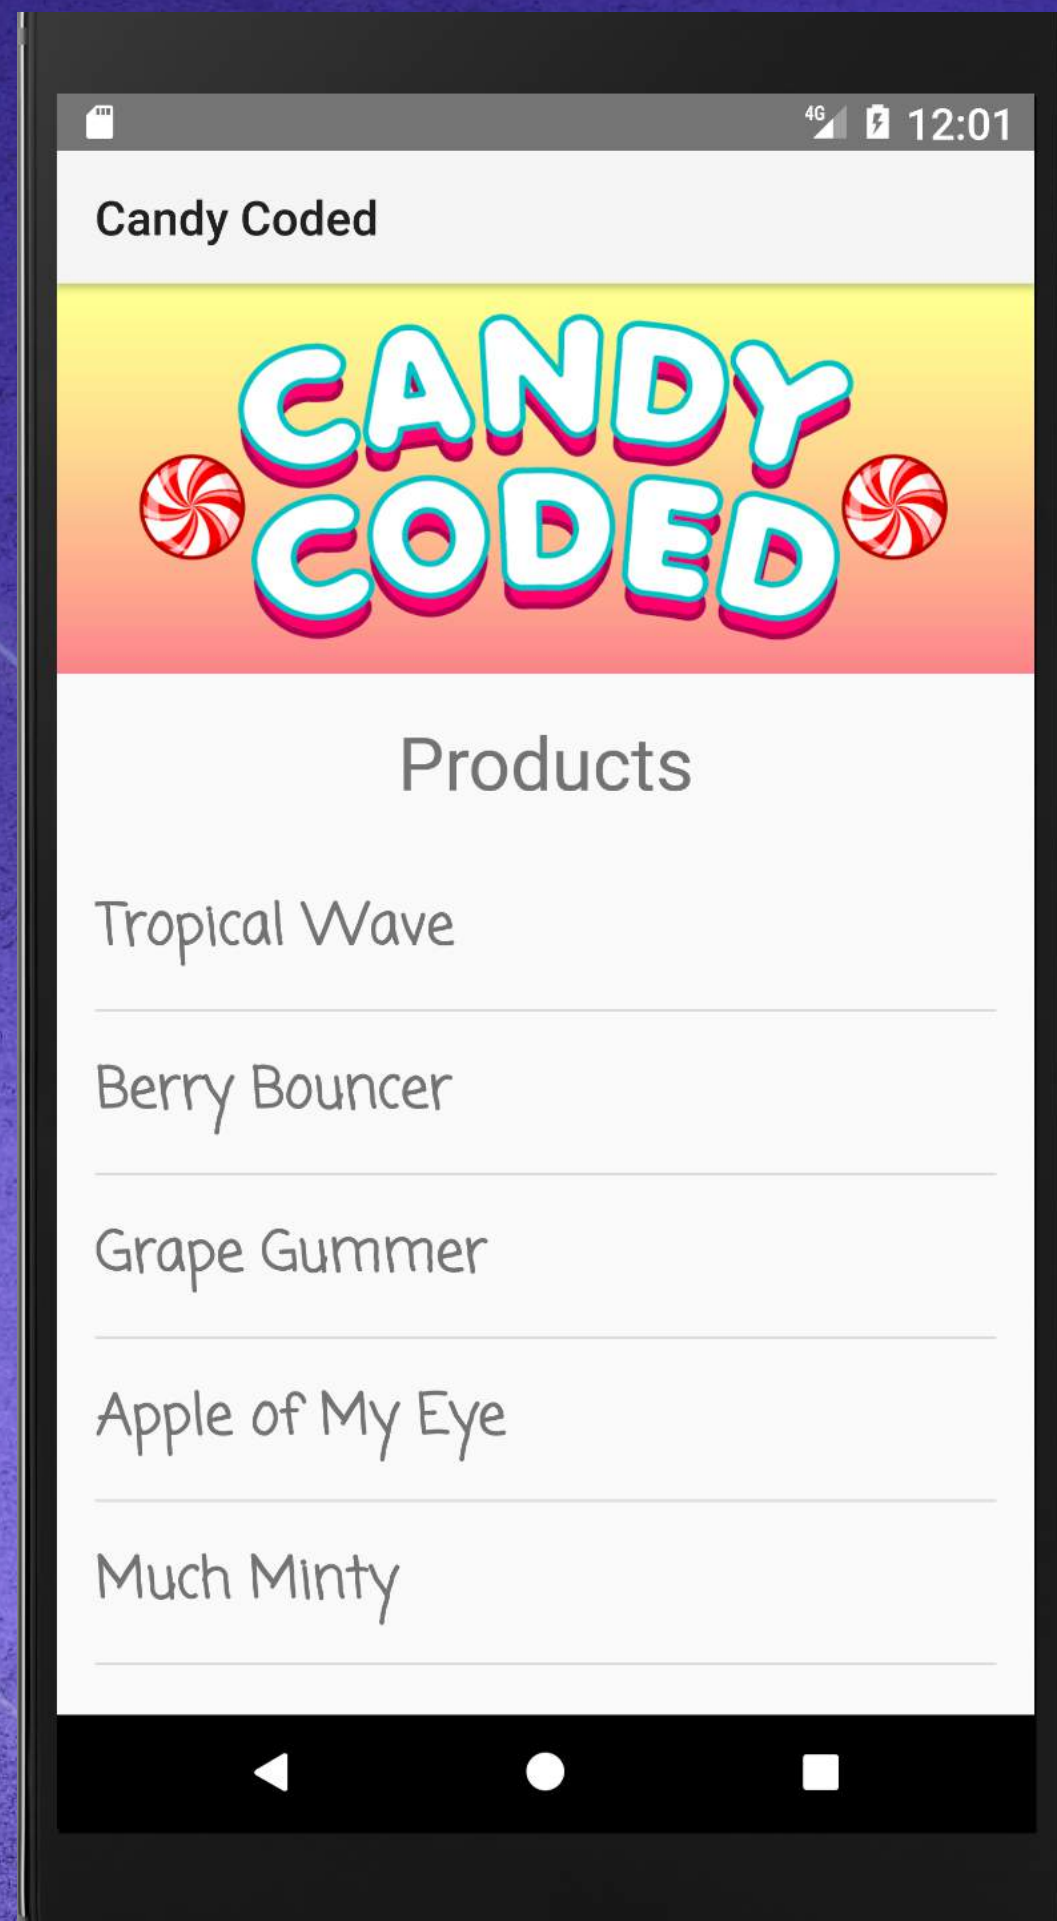 4G 12:01
Candy Coded
CANDY
CODED
Products
Tropical Wave
Berry Bouncer
Grape Gummer
Apple of My Eye
Much Minty